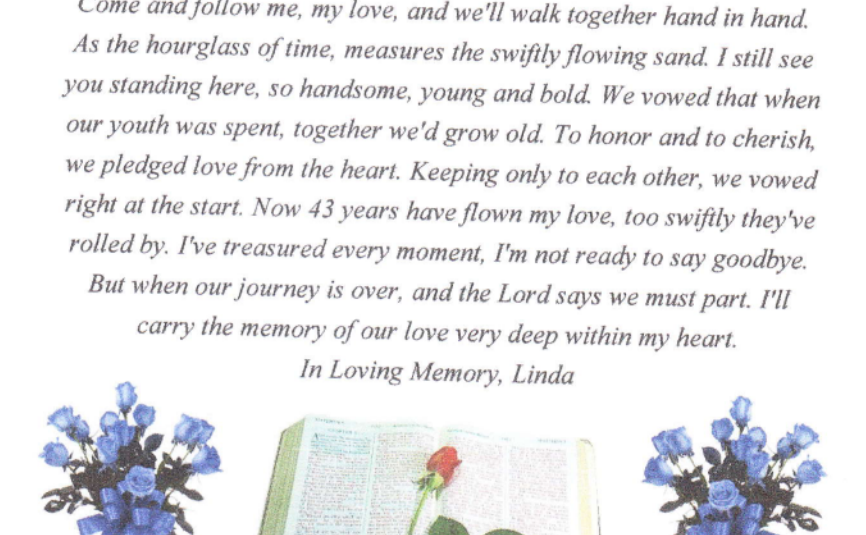 Come and follow me, my love, and we'll walk together hand in hand.
As the hourglass of time, measures the swiftly flowing sand. I still see
you standing here, so handsome, young and bold. We vowed that when
our youth was spent, together we'd grow old. To honor and to cherish,
we pledged love from the heart. Keeping only to each other, we vowed
right at the start. Now 43 years have flown my love, too swiftly they've
rolled by. I've treasured every moment, I'm not ready to say goodbye.
But when our journey is over, and the Lord says we must part. I'll
carry the memory of our love very deep within my heart.
In Loving Memory, Linda